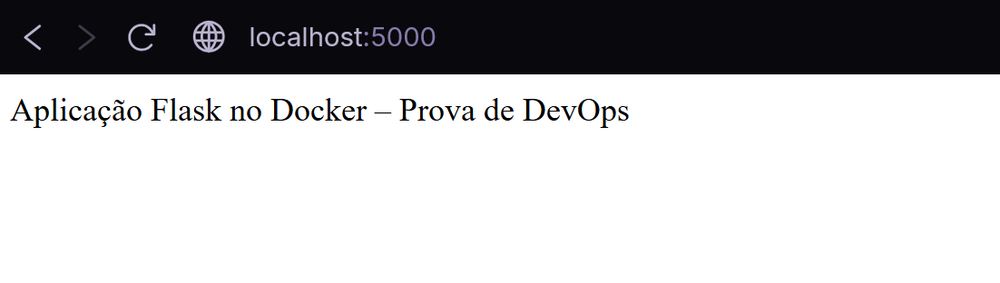 localhost:5000
Aplicação Flask no Docker – Prova de DevOps